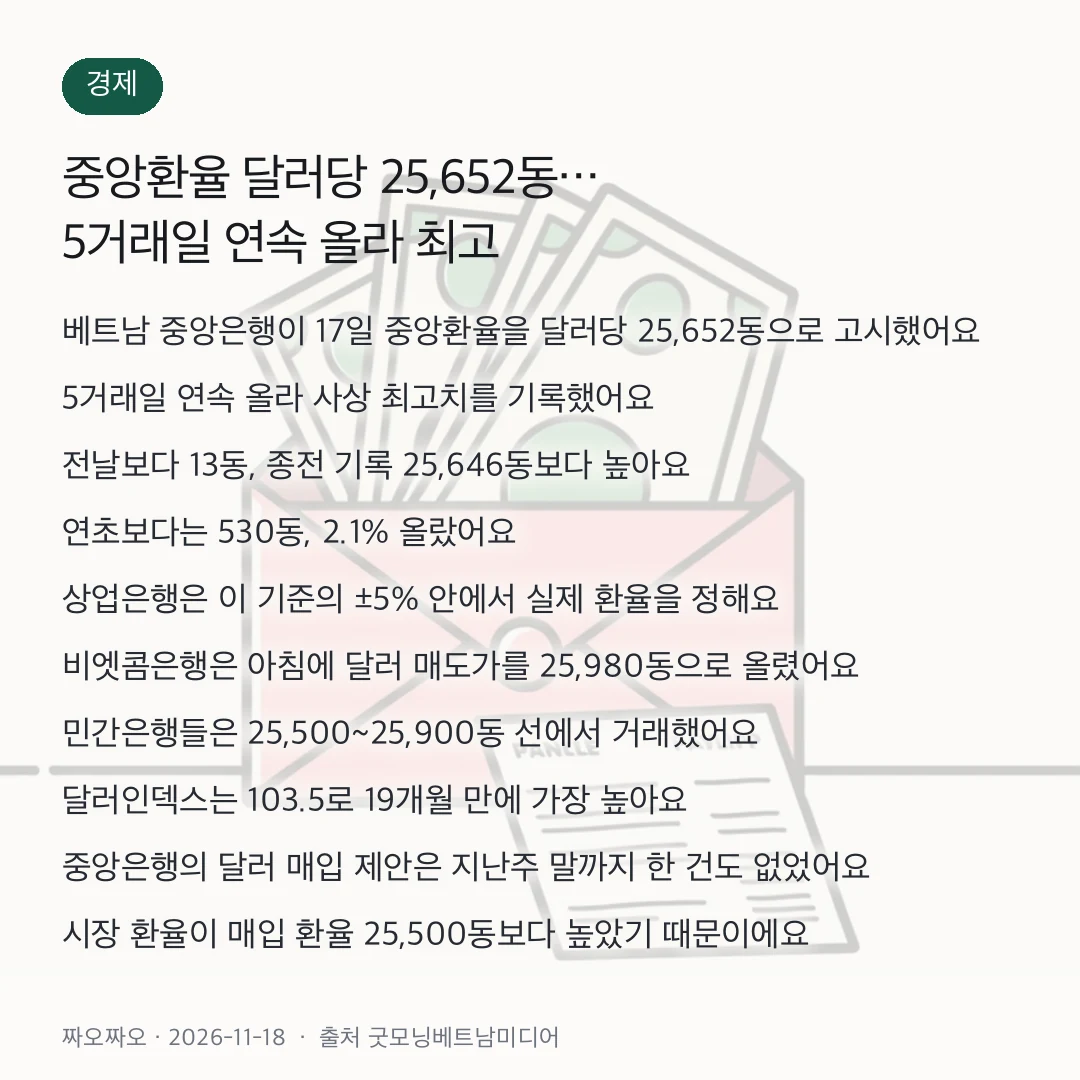 경제
중앙환율 달러당 25,652동…
5거래일 연속 올라 최고
베트남 중앙은행이 17일 중앙환율을 달러당 25,652동으로 고시했어요
5거래일 연속 올라 사상 최고치를 기록했어요
전날보다 13동, 종전 기록 25,646동보다 높아요
연초보다는 530동, 2.1% 올랐어요
상업은행은 이 기준의 ±5% 안에서 실제 환율을 정해요
비엣콤은행은 아침에 달러 매도가를 25,980동으로 올렸어요
민간은행들은 25,500~25,900동 선에서 거래했어요
달러인덱스는 103.5로 19개월 만에 가장 높아요
중앙은행의 달러 매입 제안은 지난주 말까지 한 건도 없었어요
시장 환율이 매입 환율 25,500동보다 높았기 때문이에요
짜오짜오 · 2026-11-18 · 출처 굿모닝베트남미디어